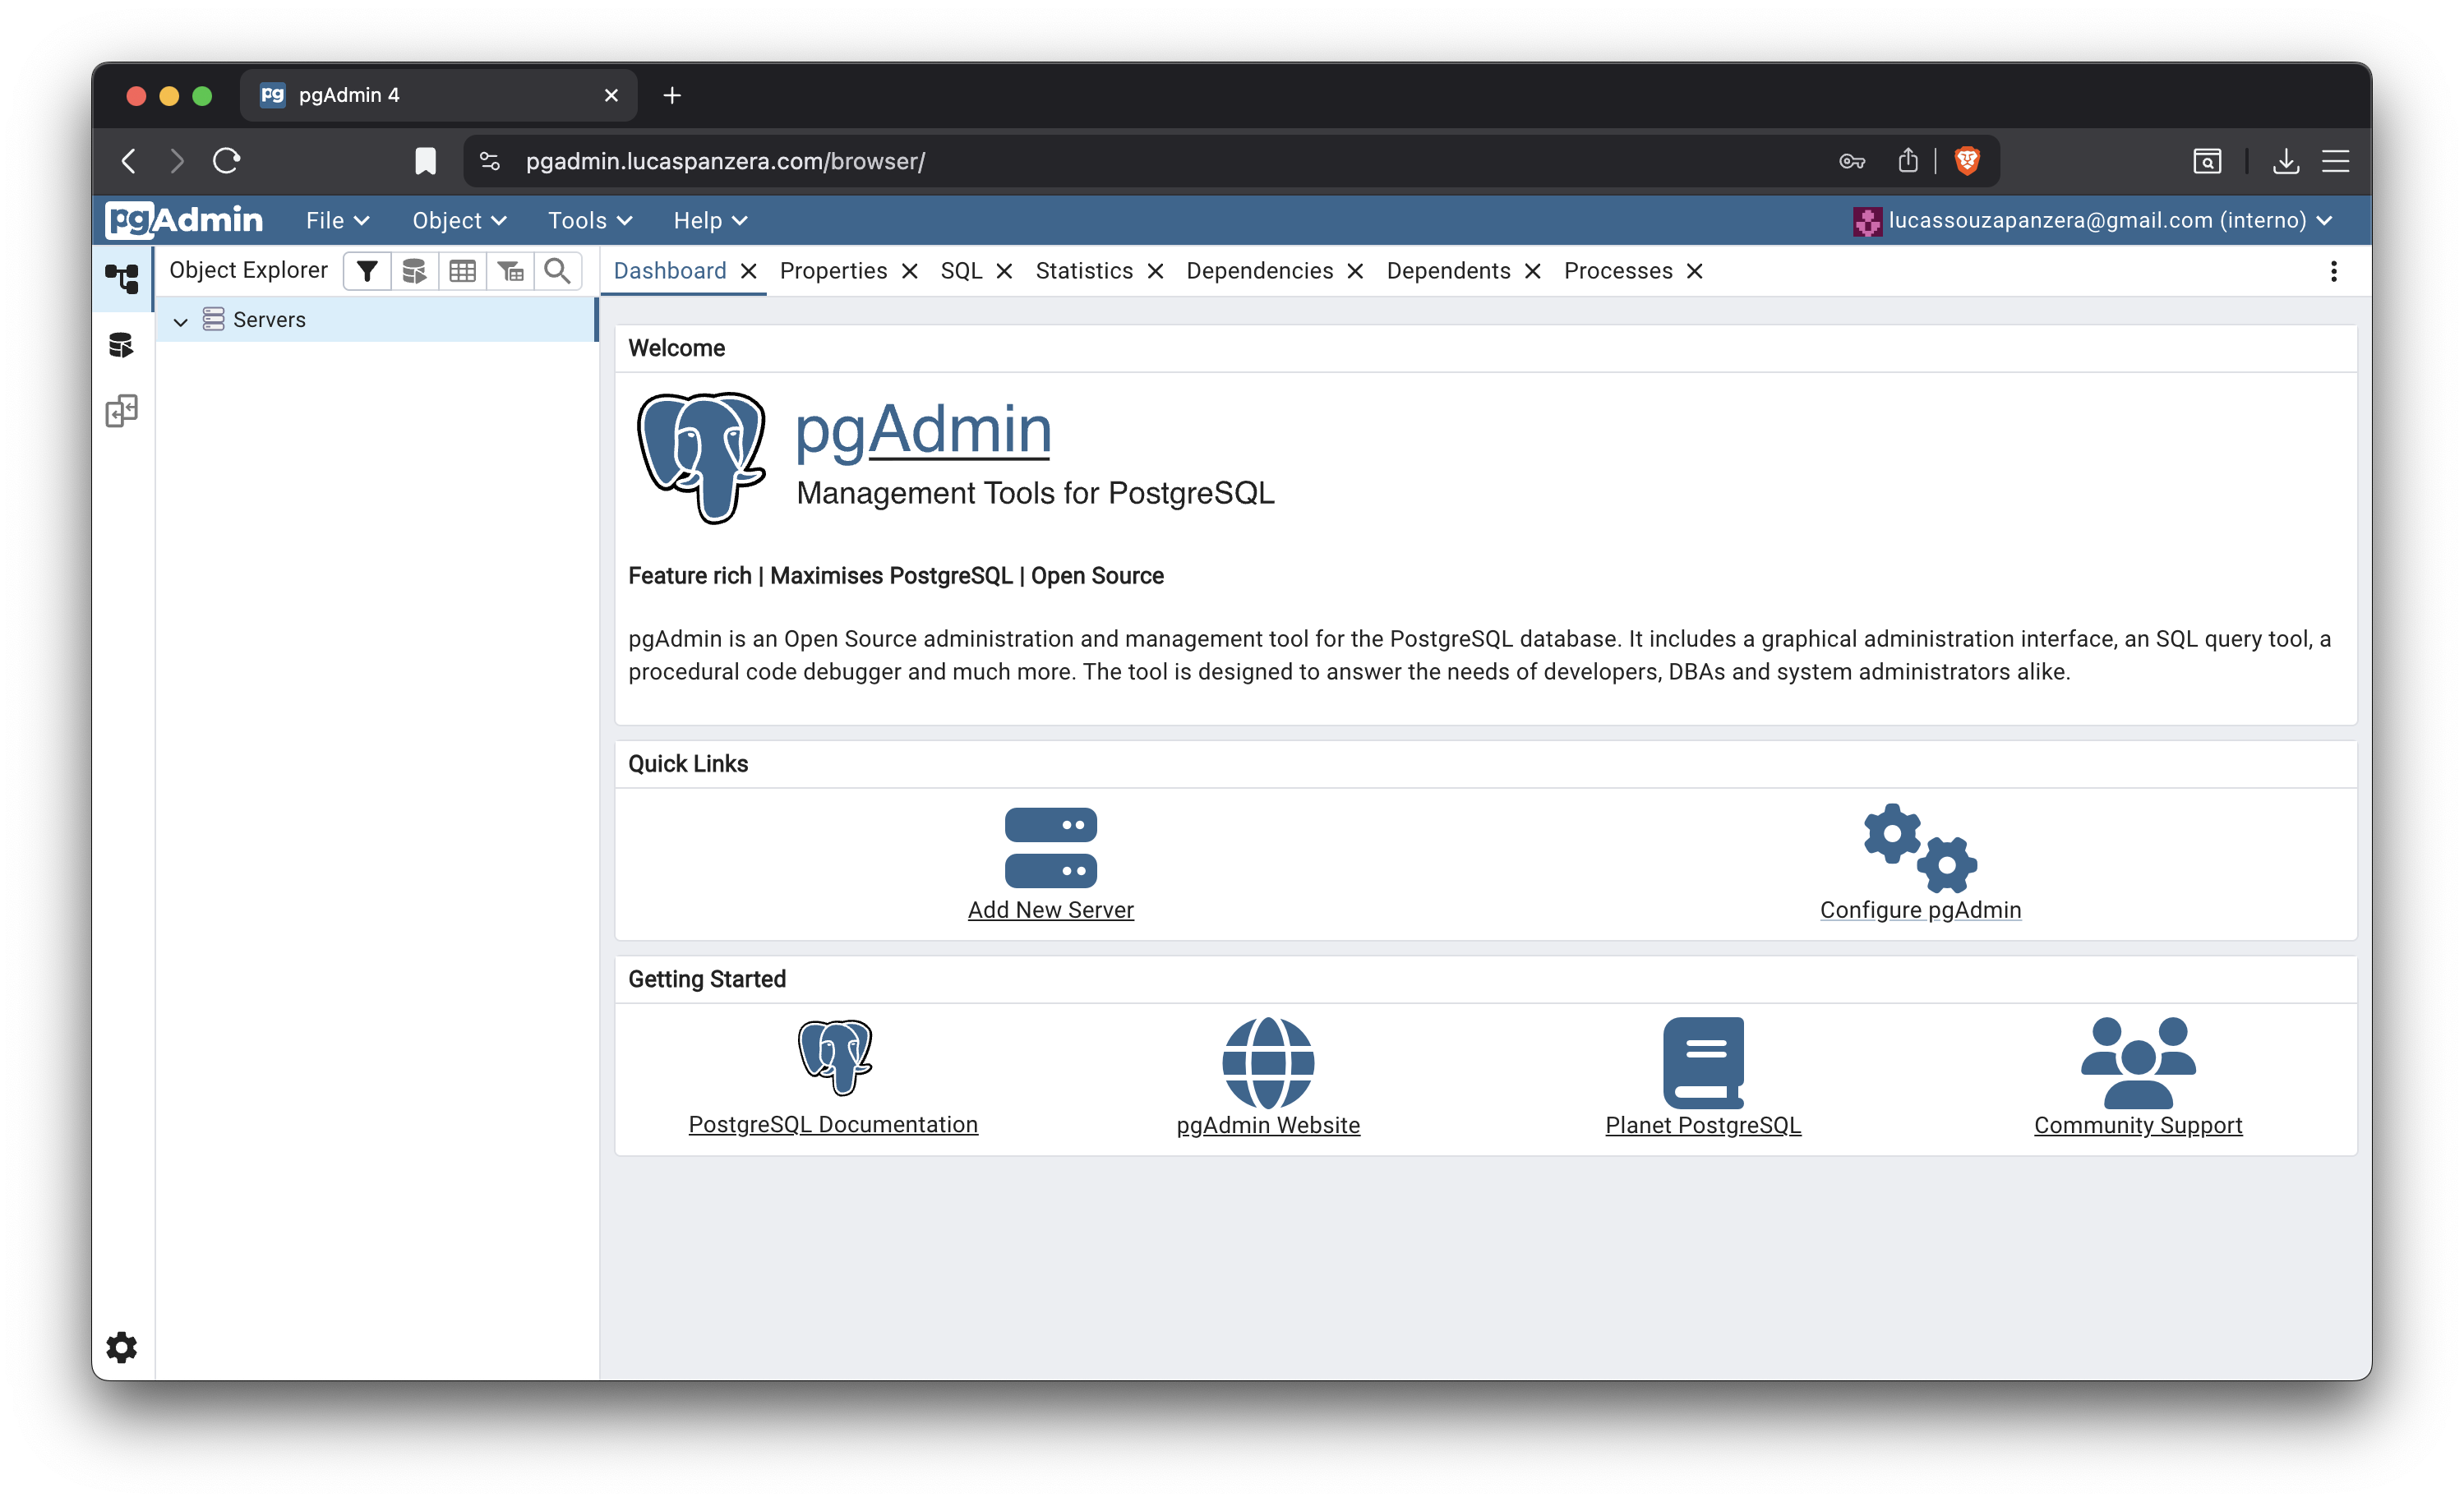 pg pgAdmin 4
pgadmin.lucaspanzera.com/browser/
pgAdmin File Object Tools Help lucassouzapanzera@gmail.com (interno)
Object Explorer
Dashboard Properties SQL Statistics Dependencies Dependents Processes
Servers
Welcome
pgAdmin
Management Tools for PostgreSQL
Feature rich | Maximises PostgreSQL | Open Source
pgAdmin is an Open Source administration and management tool for the PostgreSQL database. It includes a graphical administration interface, an SQL query tool, a
procedural code debugger and much more. The tool is designed to answer the needs of developers, DBAs and system administrators alike.
Quick Links
Add New Server
Configure pgAdmin
Getting Started
PostgreSQL Documentation
pgAdmin Website
Planet PostgreSQL
Community Support